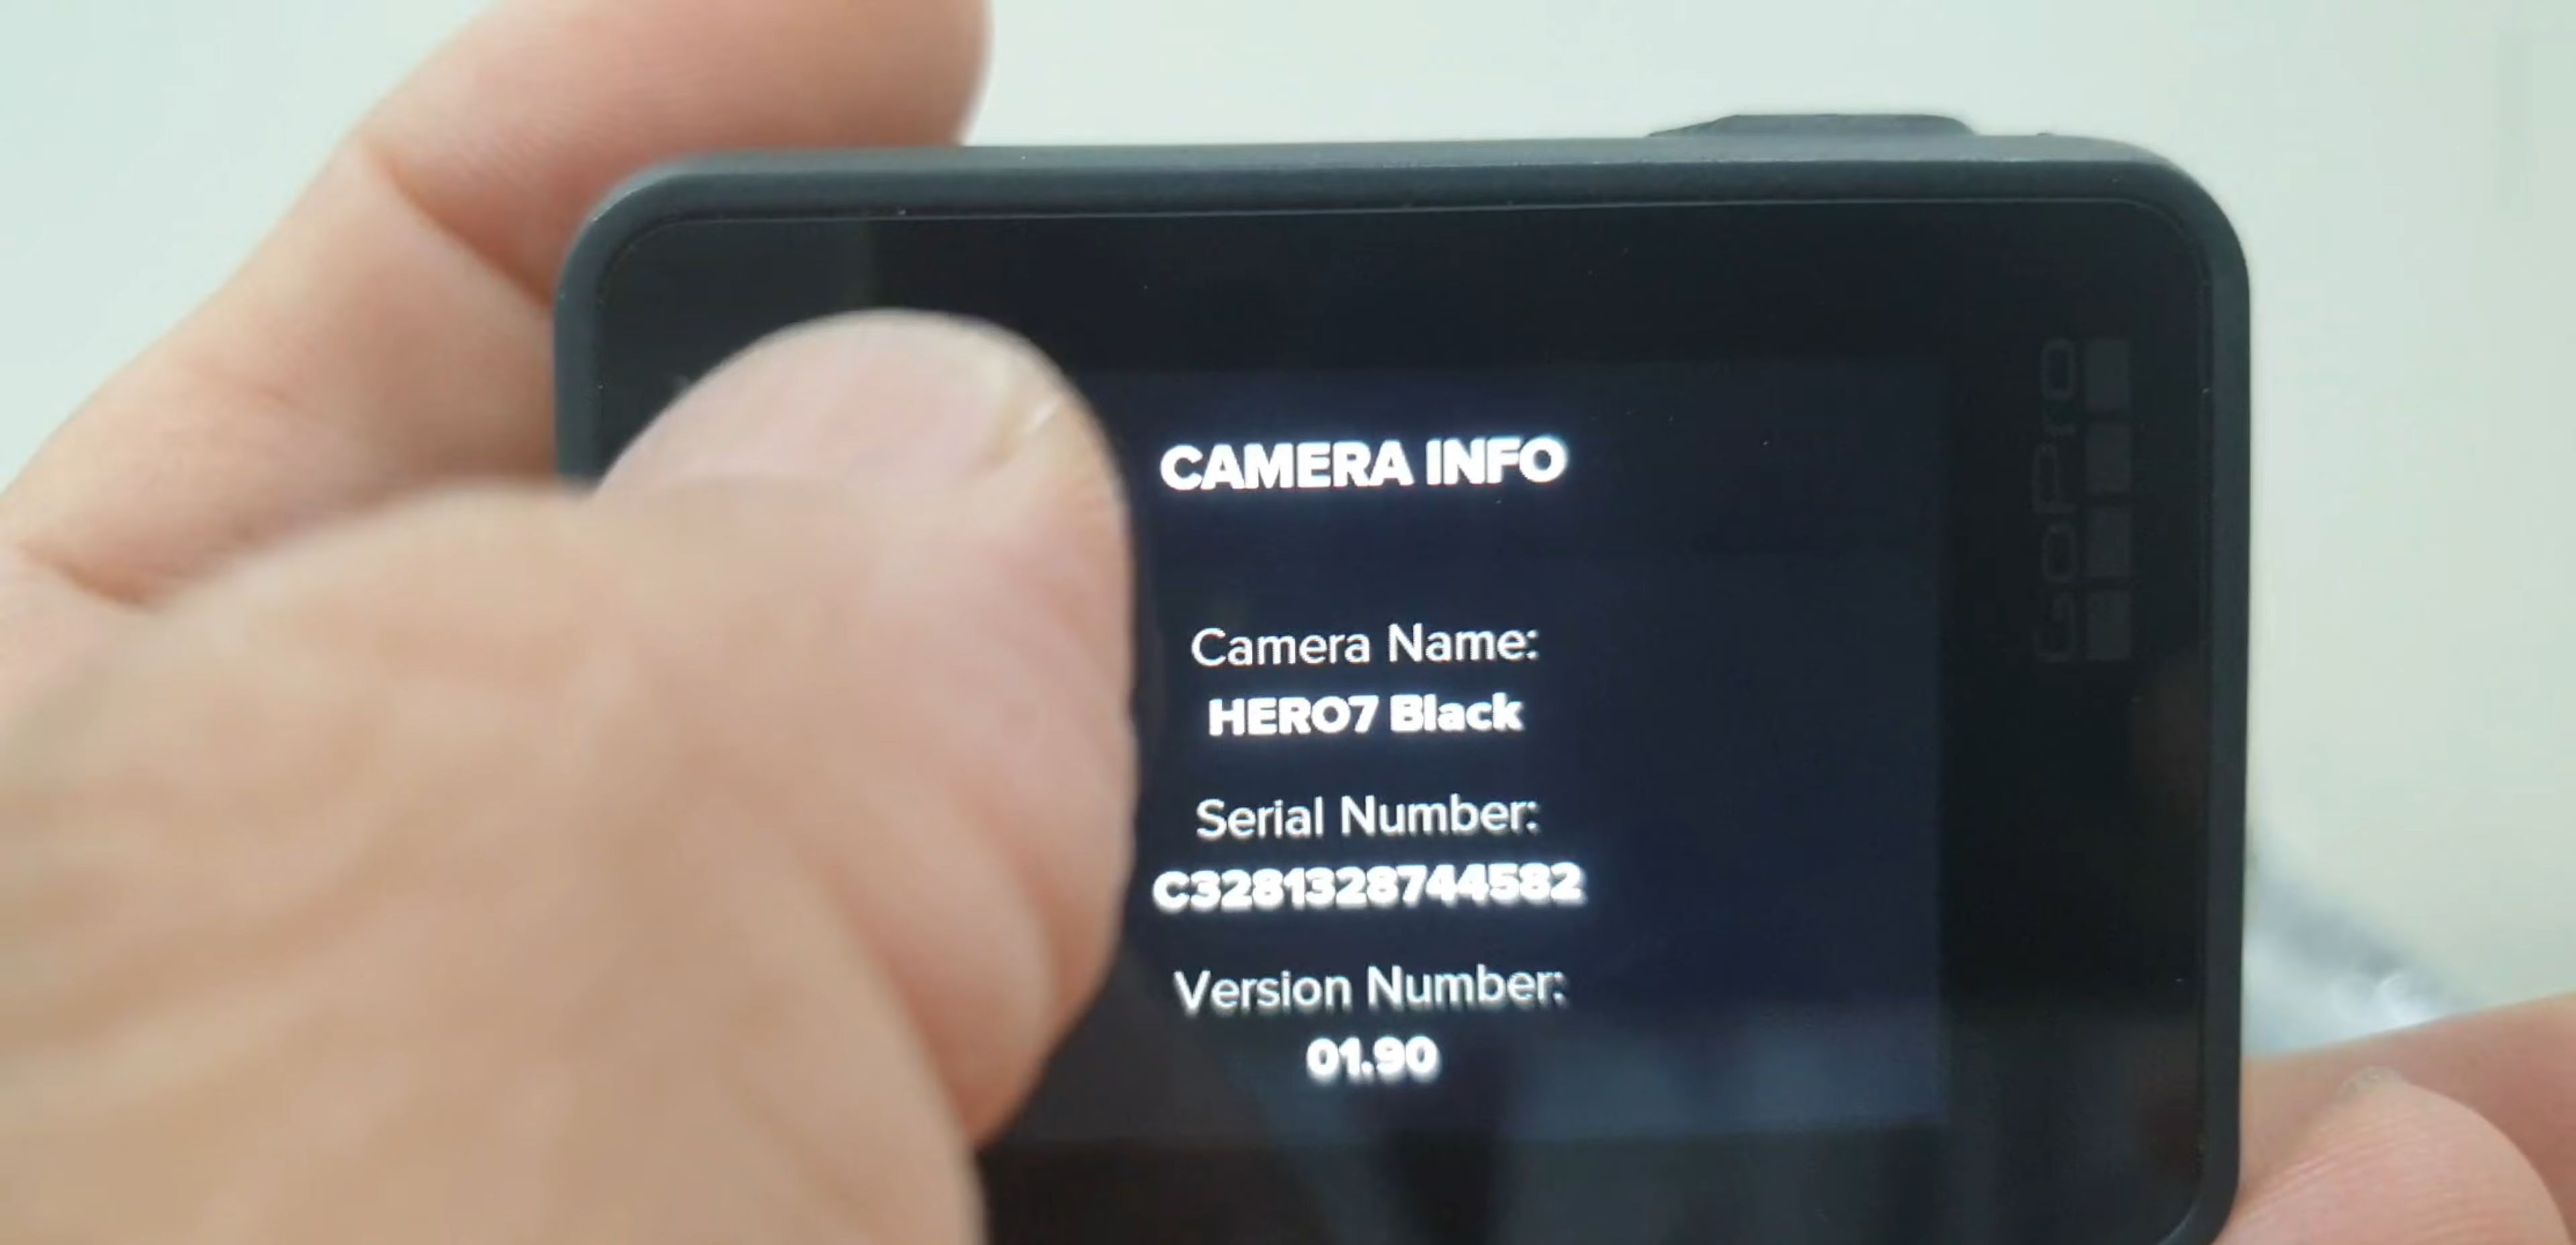 CAMERA INFO
Camera Name:
HERO7 Black
Serial Number:
C3281328744582
Version Number:
01.90
GoPro